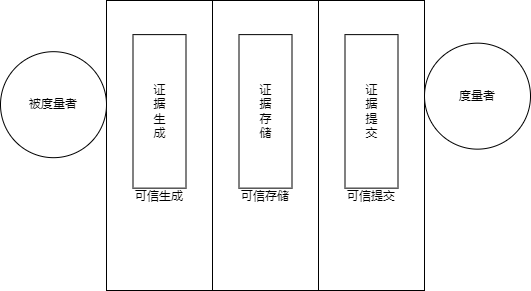 被度量者
证据生成
可信生成
证据存储
可信存储
证据提交
可信提交
度量者